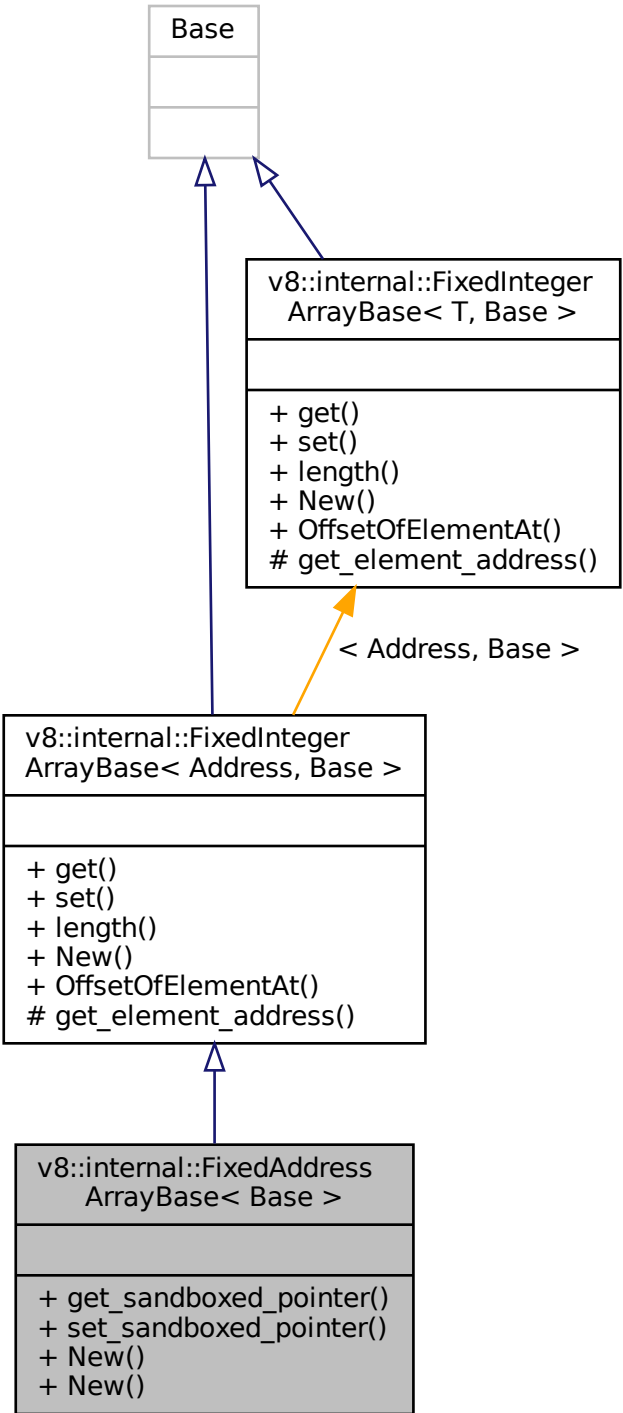 Base
v8::internal::FixedInteger
ArrayBase< T, Base >
+ get()
+ set()
+ length()
+ New()
+ OffsetOfElementAt()
# get_element_address()
< Address, Base >
v8::internal::FixedInteger
ArrayBase< Address, Base >
+ get()
+ set()
+ length()
+ New()
+ OffsetOfElementAt()
# get_element_address()
v8::internal::FixedAddress
ArrayBase< Base >
+ get_sandboxed_pointer()
+ set_sandboxed_pointer()
+ New()
+ New()